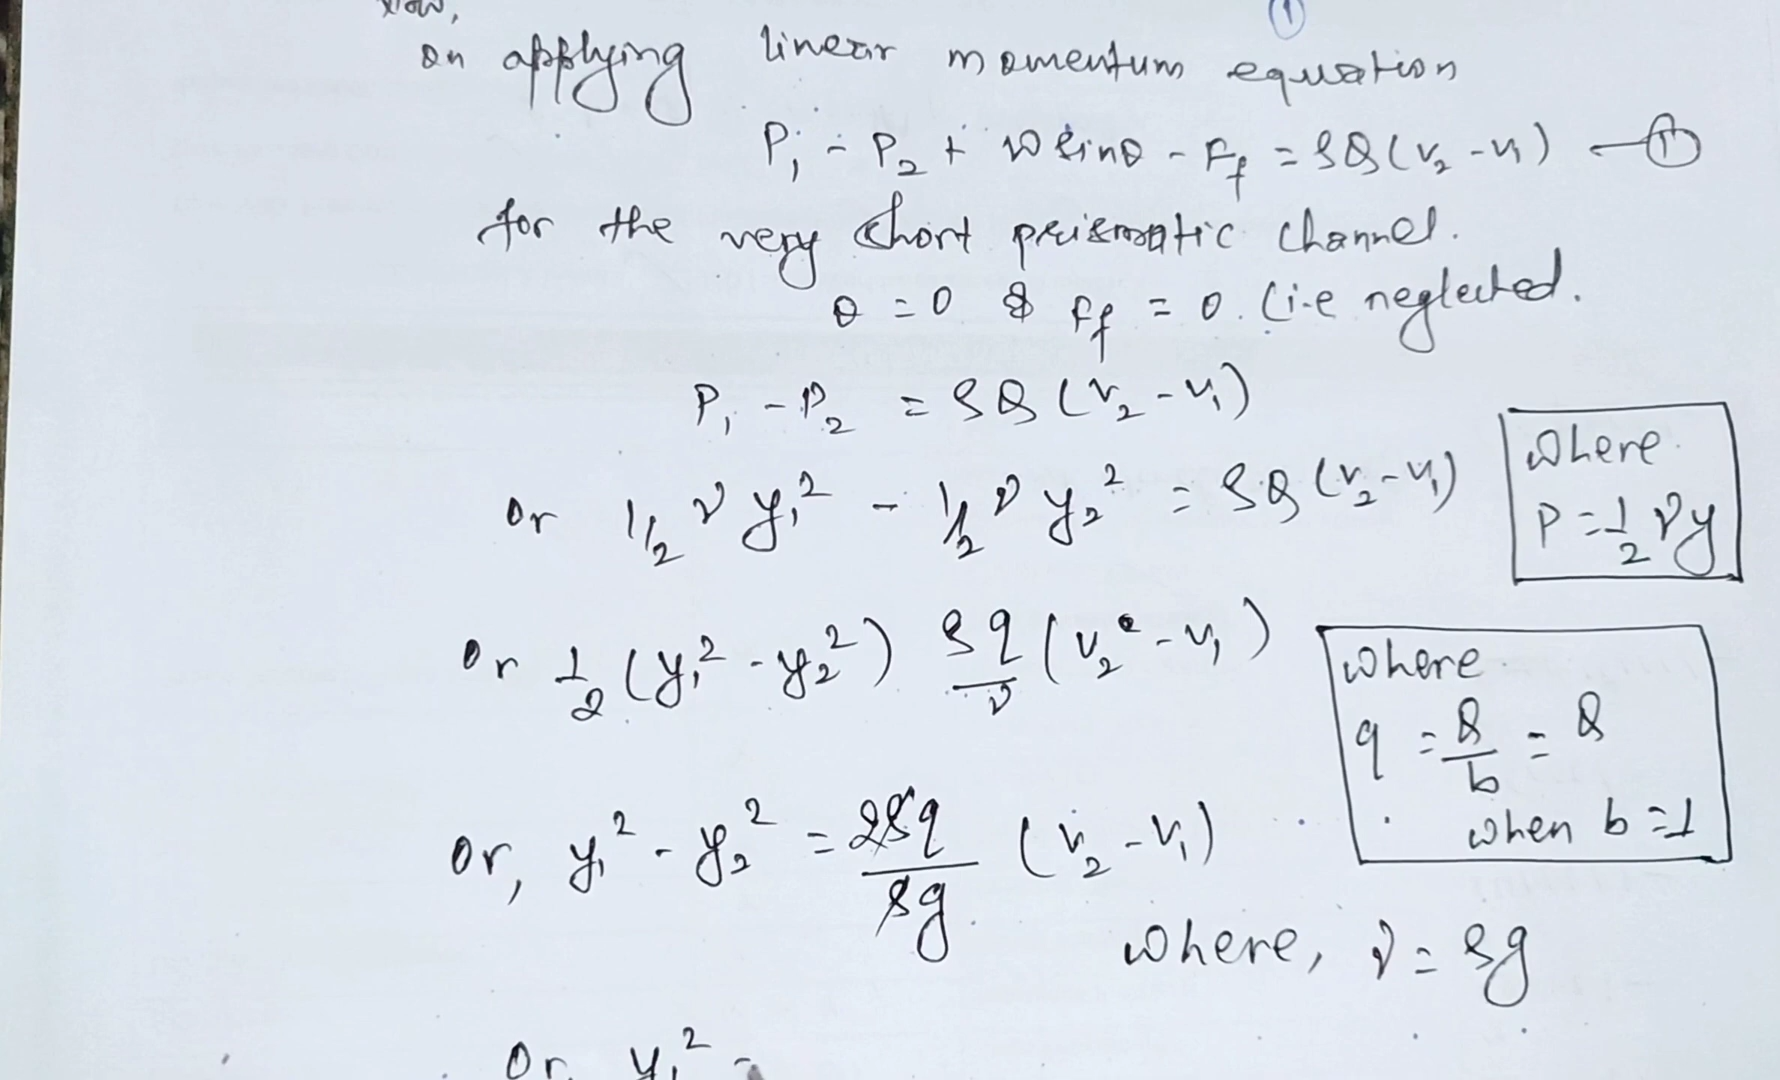 Now,
①
on applying linear momentum equation
P₁ - P₂ + W sinθ - F_f = ρQ(v₂ - v₁) — ①
for the very short prismatic channel.
θ = 0 & F_f = 0. (i.e neglected.
P₁ - P₂ = ρQ(v₂ - v₁)
or 1/2 γ y₁² - 1/2 γ y₂² = ρQ(v₂ - v₁)
where
P = 1/2 γy
or 1/2 (y₁² - y₂²) ρq/γ (v₂ - v₁)
where
q = Q/b = Q
when b = 1
or, y₁² - y₂² = 2ρq/ρg (v₂ - v₁)
where, γ = ρg
or y₁² -